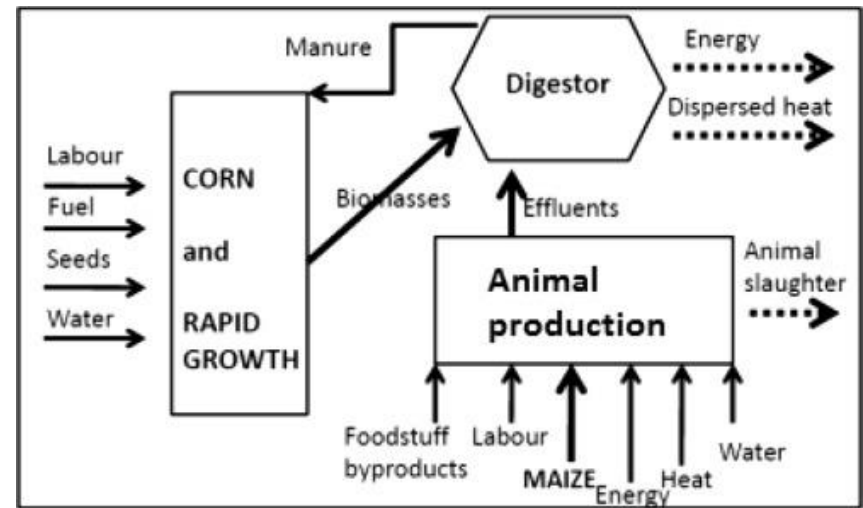 Manure
Energy
Digestor
Dispersed heat
Labour
CORN
Fuel
Biomasses
Effluents
and
Seeds
Animal
slaughter
Animal
production
Water
RAPID
GROWTH
Foodstuff
byproducts
Labour
MAIZE
Energy
Heat
Water